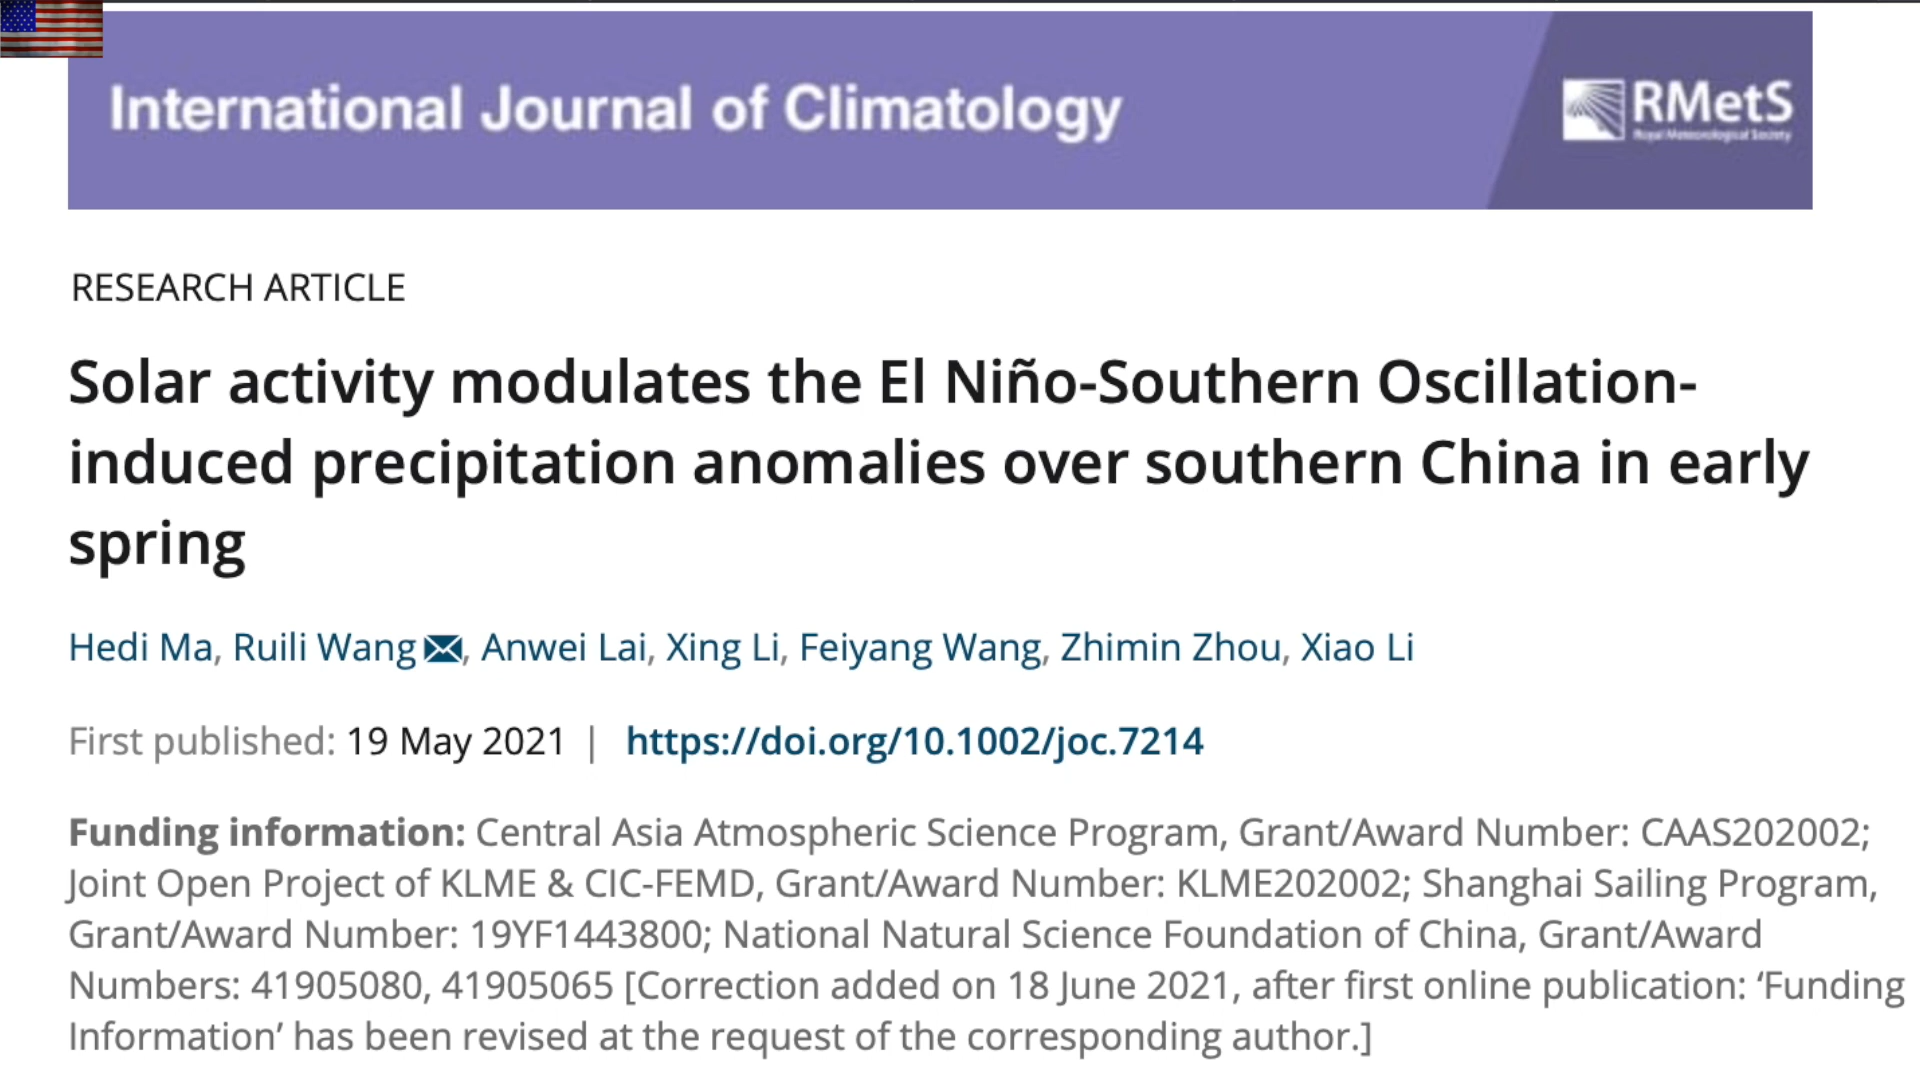 International Journal of Climatology
RMetS
Royal Meteorological Society
RESEARCH ARTICLE
Solar activity modulates the El Niño-Southern Oscillation-
induced precipitation anomalies over southern China in early
spring
Hedi Ma, Ruili Wang, Anwei Lai, Xing Li, Feiyang Wang, Zhimin Zhou, Xiao Li
First published: 19 May 2021 | https://doi.org/10.1002/joc.7214
Funding information: Central Asia Atmospheric Science Program, Grant/Award Number: CAAS202002;
Joint Open Project of KLME & CIC-FEMD, Grant/Award Number: KLME202002; Shanghai Sailing Program,
Grant/Award Number: 19YF1443800; National Natural Science Foundation of China, Grant/Award
Numbers: 41905080, 41905065 [Correction added on 18 June 2021, after first online publication: ‘Funding
Information’ has been revised at the request of the corresponding author.]